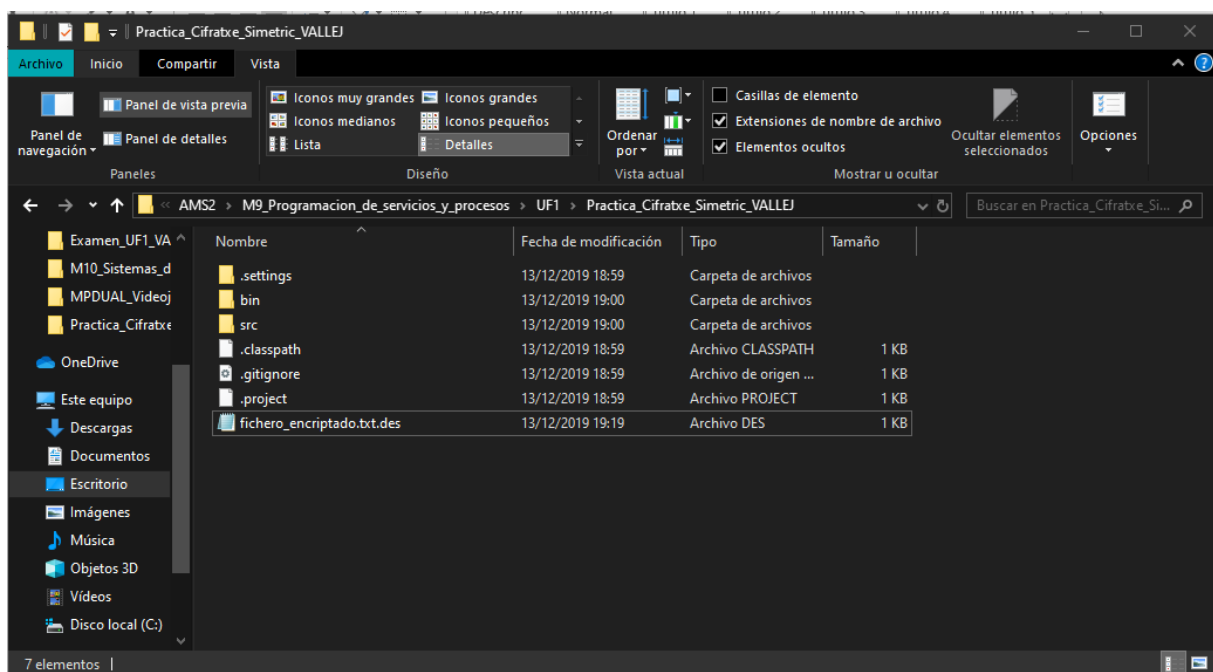 Practica_Cifratxe_Simetric_VALLEJ
Archivo Inicio Compartir Vista
Panel de navegación
Panel de vista previa
Panel de detalles
Paneles
Iconos muy grandes Iconos grandes
Iconos medianos Iconos pequeños
Lista Detalles
Diseño
Ordenar por
Vista actual
Casillas de elemento
Extensiones de nombre de archivo
Elementos ocultos
Ocultar elementos seleccionados
Mostrar u ocultar
Opciones
« AMS2 › M9_Programacion_de_servicios_y_procesos › UF1 › Practica_Cifratxe_Simetric_VALLEJ
Buscar en Practica_Cifratxe_Si...
Examen_UF1_VA
M10_Sistemas_d
MPDUAL_Videoj
Practica_Cifratxe
OneDrive
Este equipo
Descargas
Documentos
Escritorio
Imágenes
Música
Objetos 3D
Vídeos
Disco local (C:)
Nombre Fecha de modificación Tipo Tamaño
.settings 13/12/2019 18:59 Carpeta de archivos
bin 13/12/2019 19:00 Carpeta de archivos
src 13/12/2019 19:00 Carpeta de archivos
.classpath 13/12/2019 18:59 Archivo CLASSPATH 1 KB
.gitignore 13/12/2019 18:59 Archivo de origen ... 1 KB
.project 13/12/2019 18:59 Archivo PROJECT 1 KB
fichero_encriptado.txt.des 13/12/2019 19:19 Archivo DES 1 KB
7 elementos